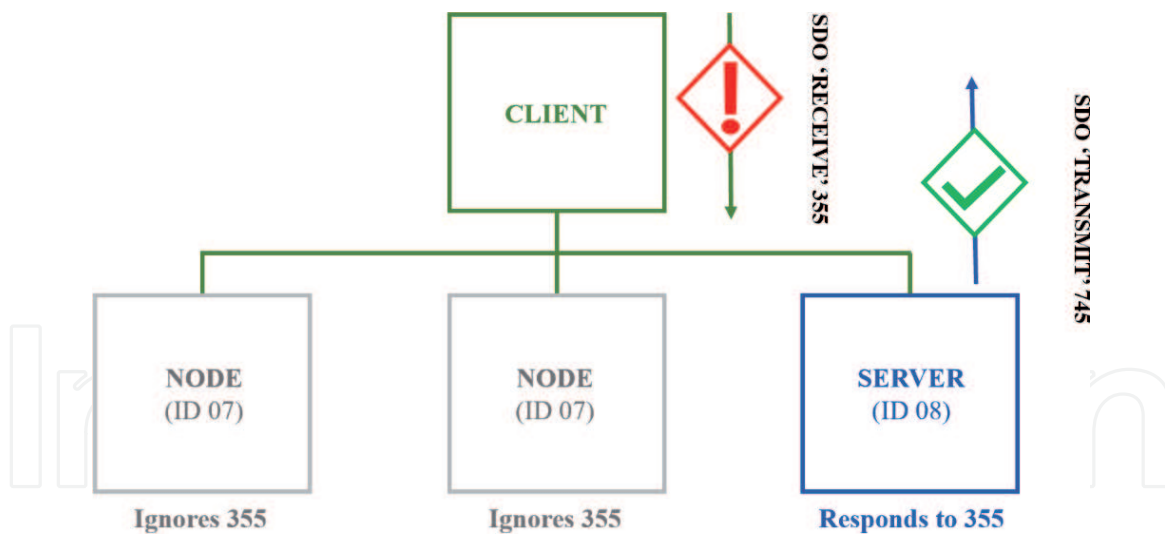 CLIENT
SDO ‘RECEIVE’ 355
SDO ‘TRANSMIT’ 745
NODE
(ID 07)
NODE
(ID 07)
SERVER
(ID 08)
Ignores 355
Ignores 355
Responds to 355